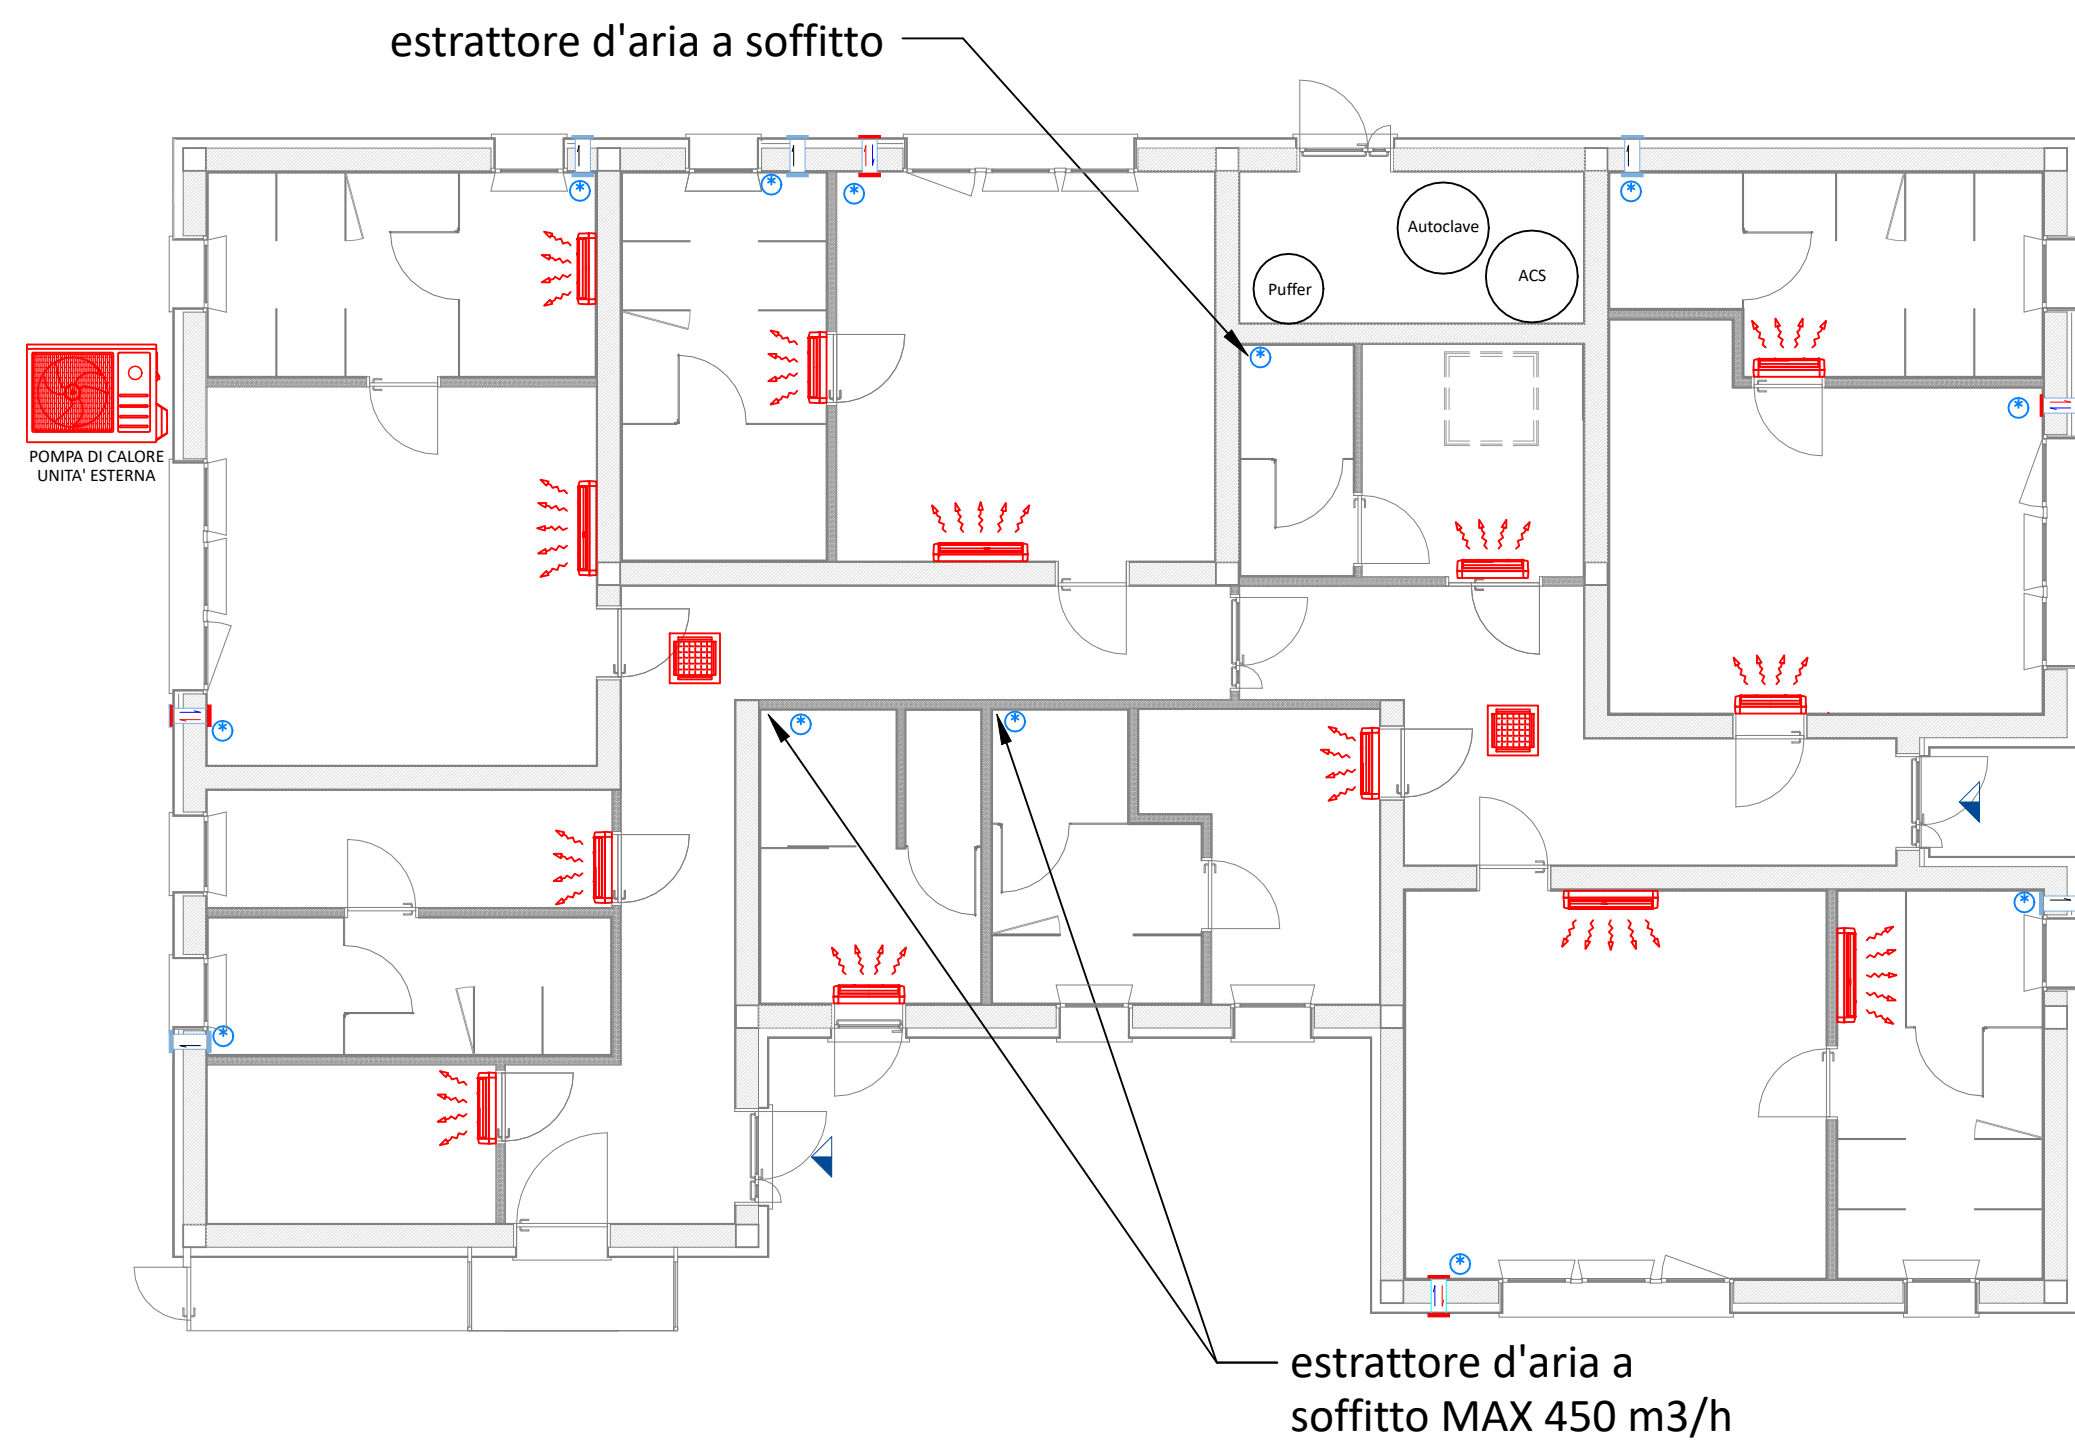 estrattore d'aria a soffitto
Autoclave
ACS
Puffer
POMPA DI CALORE
UNITA' ESTERNA
estrattore d'aria a
soffitto MAX 450 m3/h